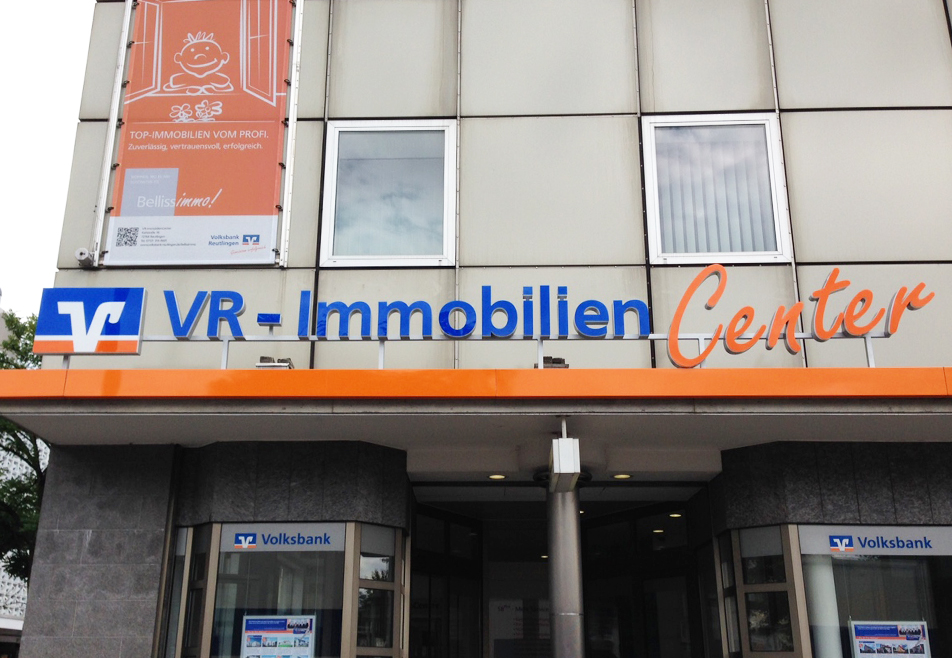 TOP-IMMOBILIEN VOM PROFI.
Zuverlässig, vertrauensvoll, erfolgreich.
Bellissimmo!
Volksbank
Reutlingen
VR-Immobilien Center
Volksbank
Volksbank